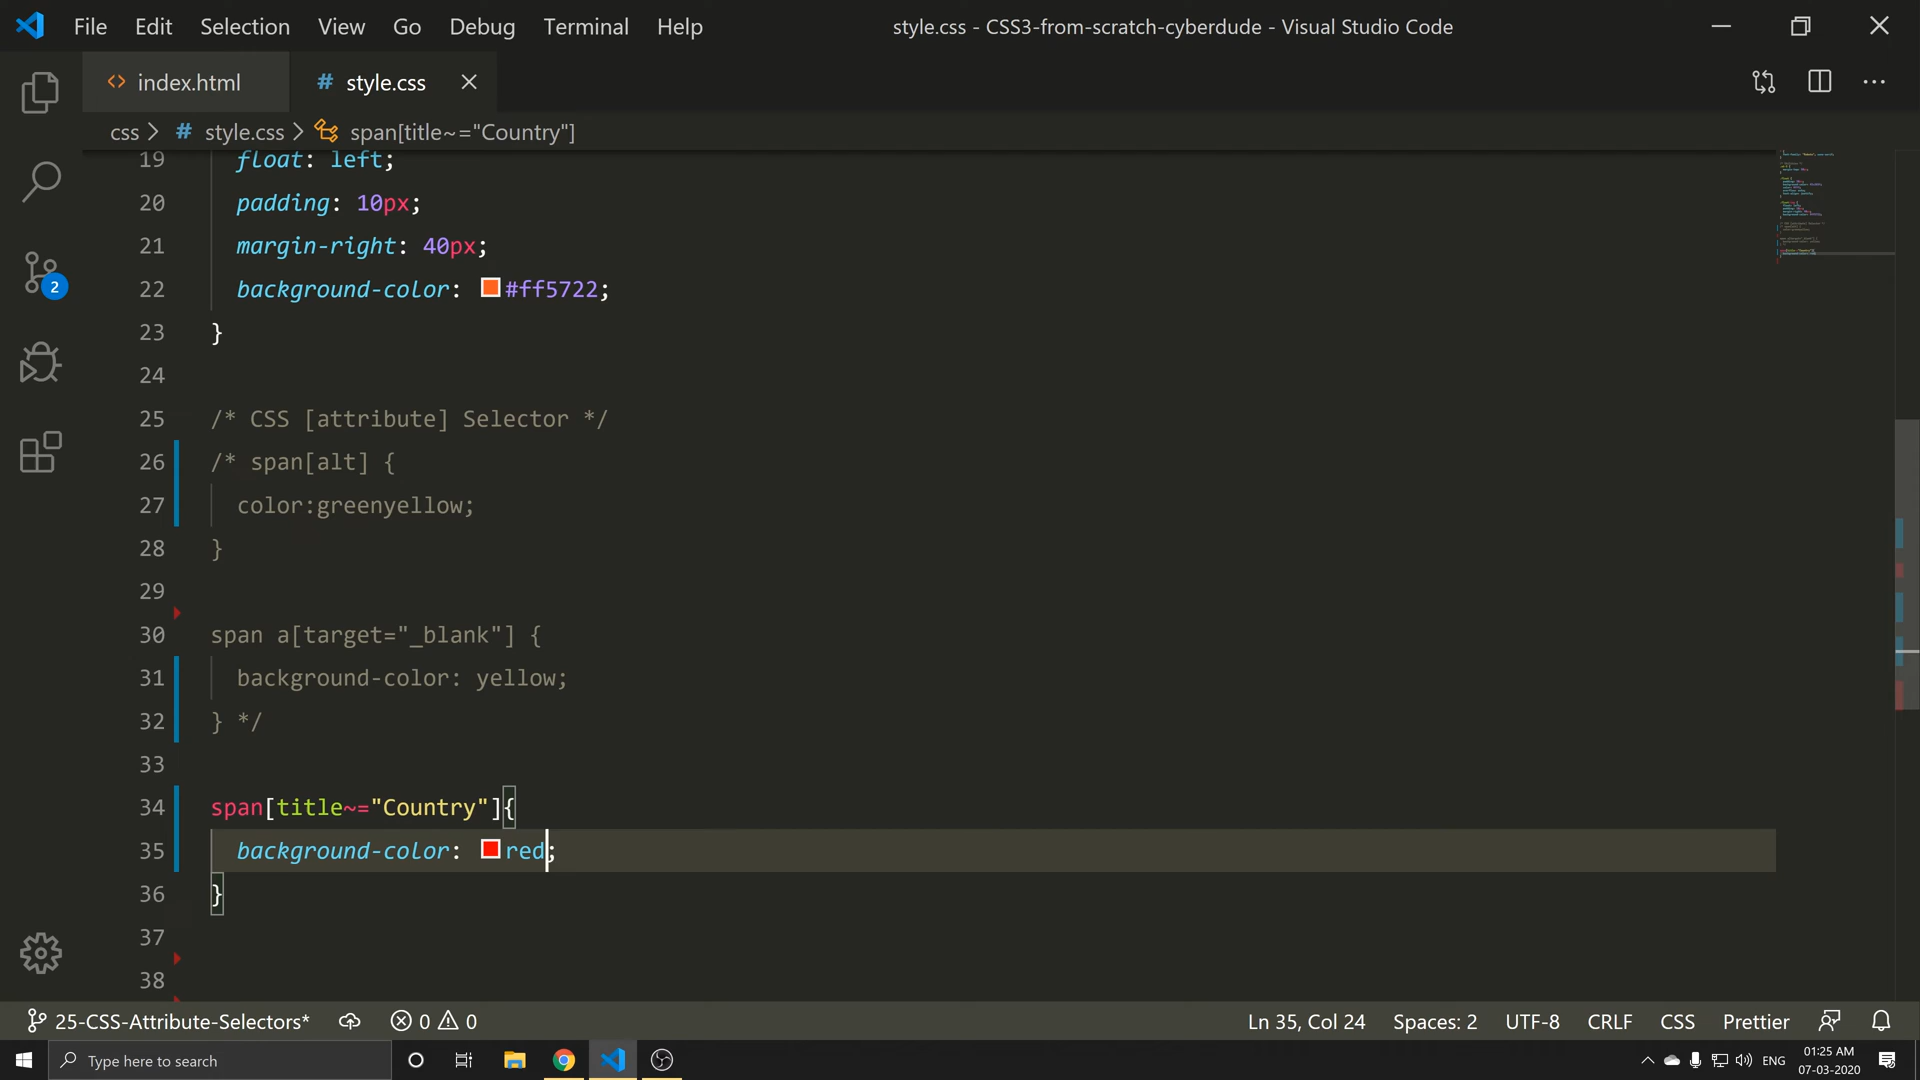 File Edit Selection View Go Debug Terminal Help style.css - CSS3-from-scratch-cyberdude - Visual Studio Code
index.html # style.css
css > # style.css > span[title~="Country"]
19 float: left;
20 padding: 10px;
21 margin-right: 40px;
22 background-color: #ff5722;
23 }
24
25 /* CSS [attribute] Selector */
26 /* span[alt] {
27 color:greenyellow;
28 }
29
30 span a[target="_blank"] {
31 background-color: yellow;
32 } */
33
34 span[title~="Country"]{
35 background-color: red;
36 }
37
38
2
25-CSS-Attribute-Selectors* 0 0 Ln 35, Col 24 Spaces: 2 UTF-8 CRLF CSS Prettier
Type here to search ENG 01:25 AM
07-03-2020